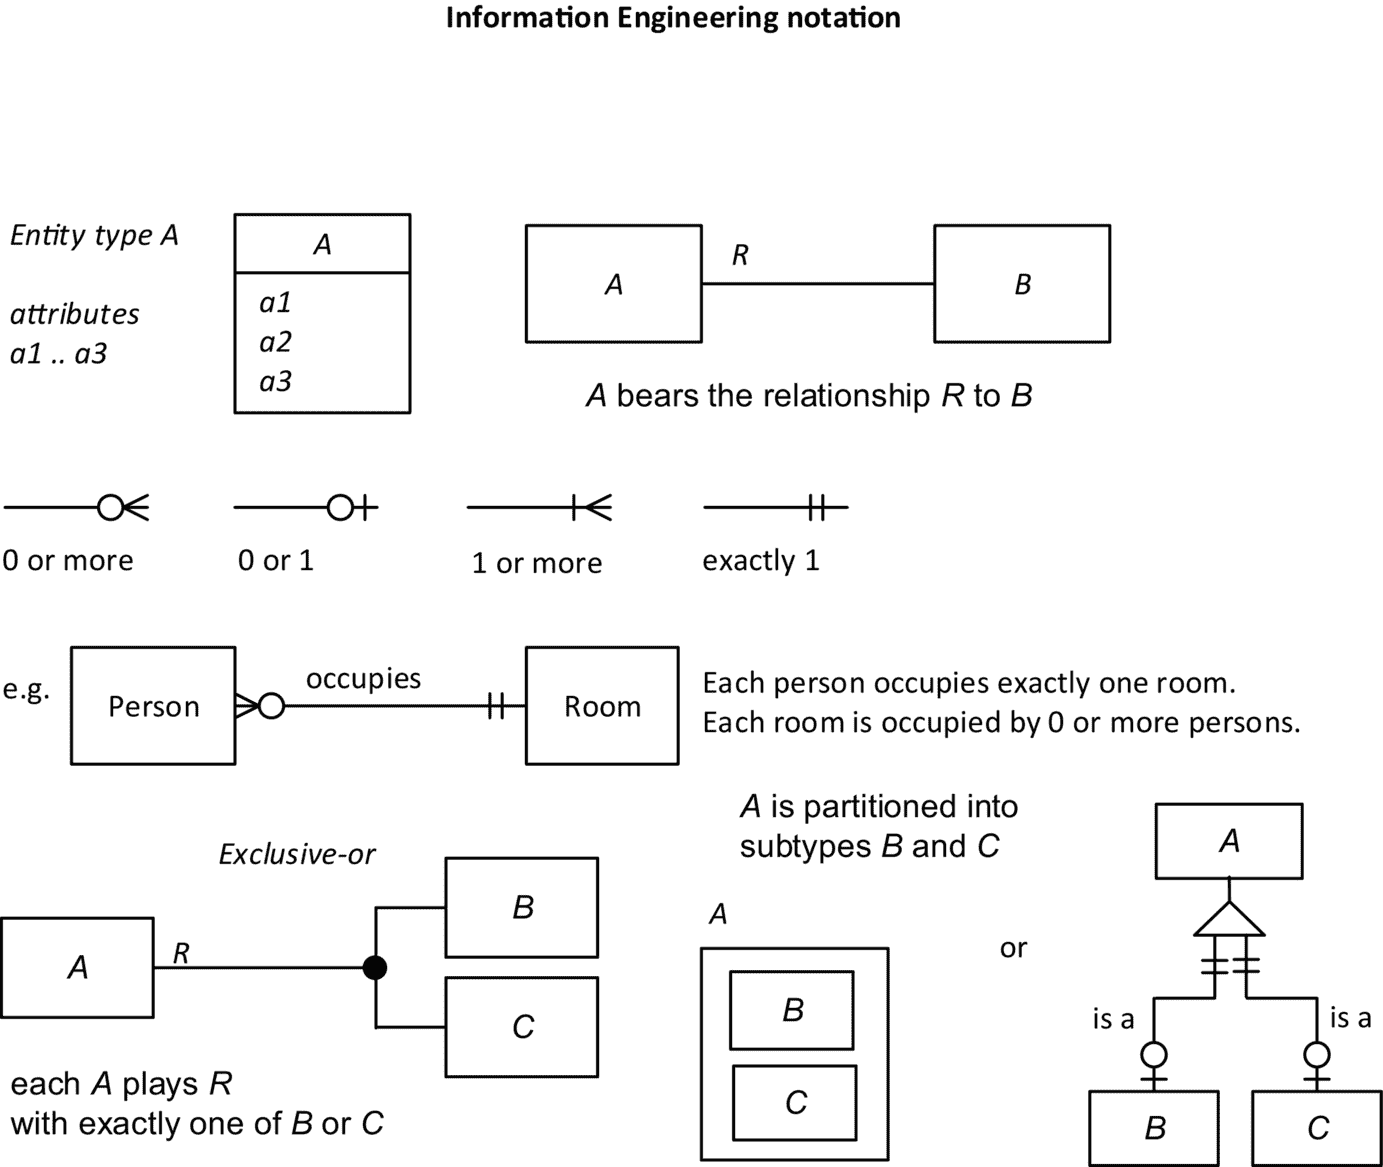 Information Engineering notation
Entity type A
attributes
a1 .. a3
A
a1
a2
a3
A
R
B
A bears the relationship R to B
0 or more
0 or 1
1 or more
exactly 1
e.g.
Person
occupies
Room
Each person occupies exactly one room.
Each room is occupied by 0 or more persons.
Exclusive-or
A
R
B
C
each A plays R
with exactly one of B or C
A is partitioned into
subtypes B and C
A
B
C
or
A
is a
is a
B
C